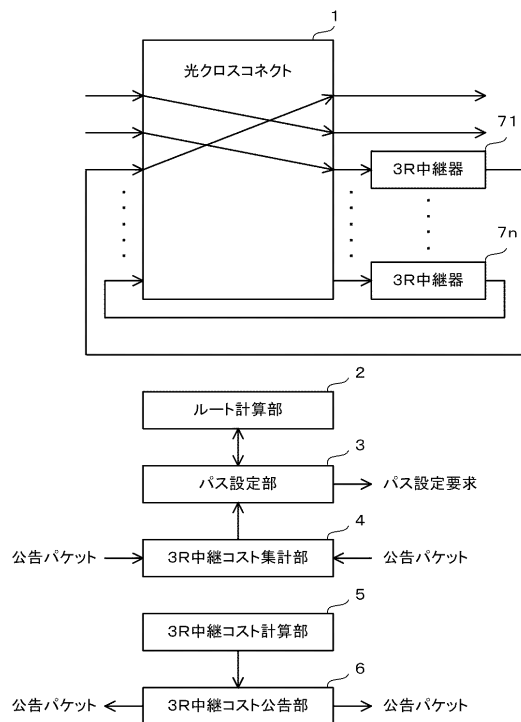 1
光クロスコネクト
71
3R中継器
7n
3R中継器
2
ルート計算部
3
パス設定部
パス設定要求
4
公告パケット
3R中継コスト集計部
公告パケット
5
3R中継コスト計算部
6
公告パケット
3R中継コスト公告部
公告パケット